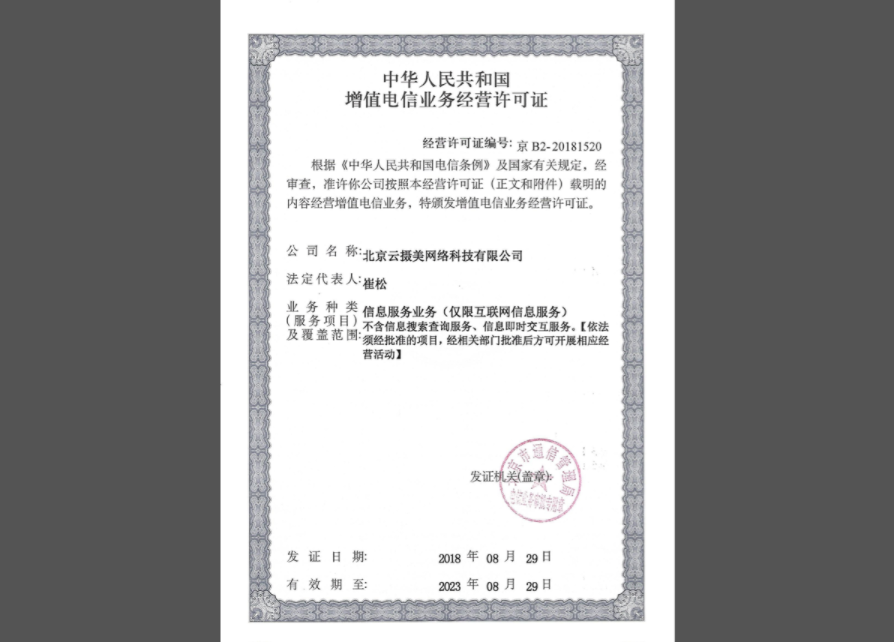 中华人民共和国
增值电信业务经营许可证
经营许可证编号: 京 B2-20181520
根据《中华人民共和国电信条例》及国家有关规定，经
审查，准许你公司按照本经营许可证（正文和附件）载明的
内容经营增值电信业务，特颁发增值电信业务经营许可证。
公司名称: 北京云摄美网络科技有限公司
法定代表人: 崔松
业务种类
(服务项目)
及覆盖范围:
信息服务业务（仅限互联网信息服务）
不含信息搜索查询服务、信息即时交互服务。【依法
须经批准的项目，经相关部门批准后方可开展相应经
营活动】
北京市通信管理局
发证机关(盖章):
发证日期: 2018 年 08 月 29 日
有效期至: 2023 年 08 月 29 日